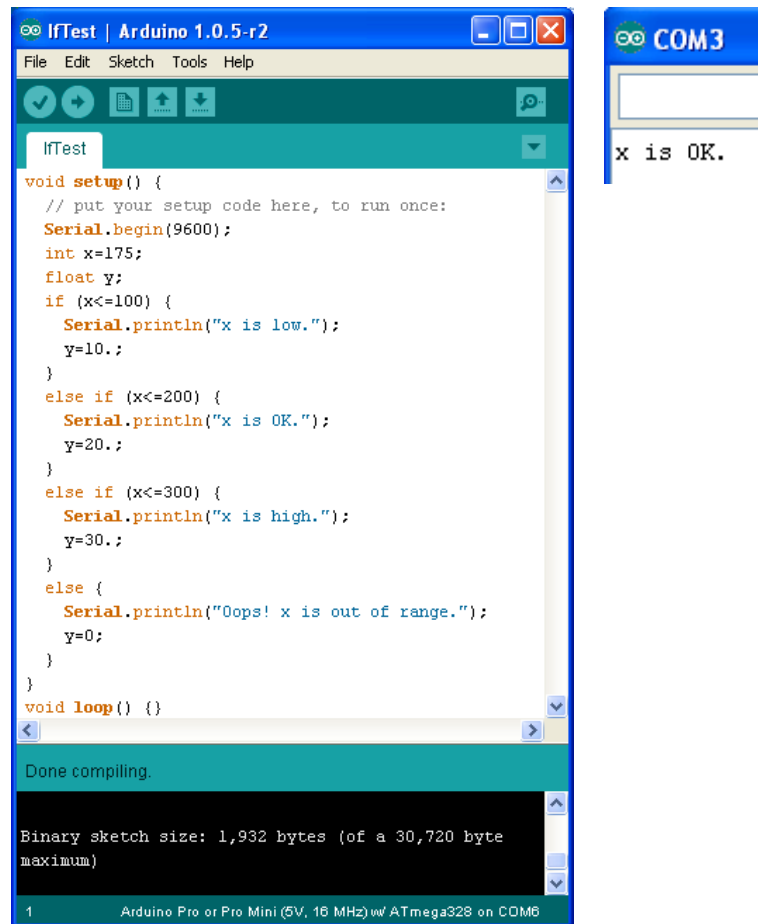 IfTest | Arduino 1.0.5-r2
File Edit Sketch Tools Help
IfTest
void setup() {
  // put your setup code here, to run once:
  Serial.begin(9600);
  int x=175;
  float y;
  if (x<=100) {
    Serial.println("x is low.");
    y=10.;
  }
  else if (x<=200) {
    Serial.println("x is OK.");
    y=20.;
  }
  else if (x<=300) {
    Serial.println("x is high.");
    y=30.;
  }
  else {
    Serial.println("Oops! x is out of range.");
    y=0;
  }
}
void loop() {}
Done compiling.
Binary sketch size: 1,932 bytes (of a 30,720 byte
maximum)
1 Arduino Pro or Pro Mini (5V, 16 MHz) w/ ATmega328 on COM6
COM3
x is OK.